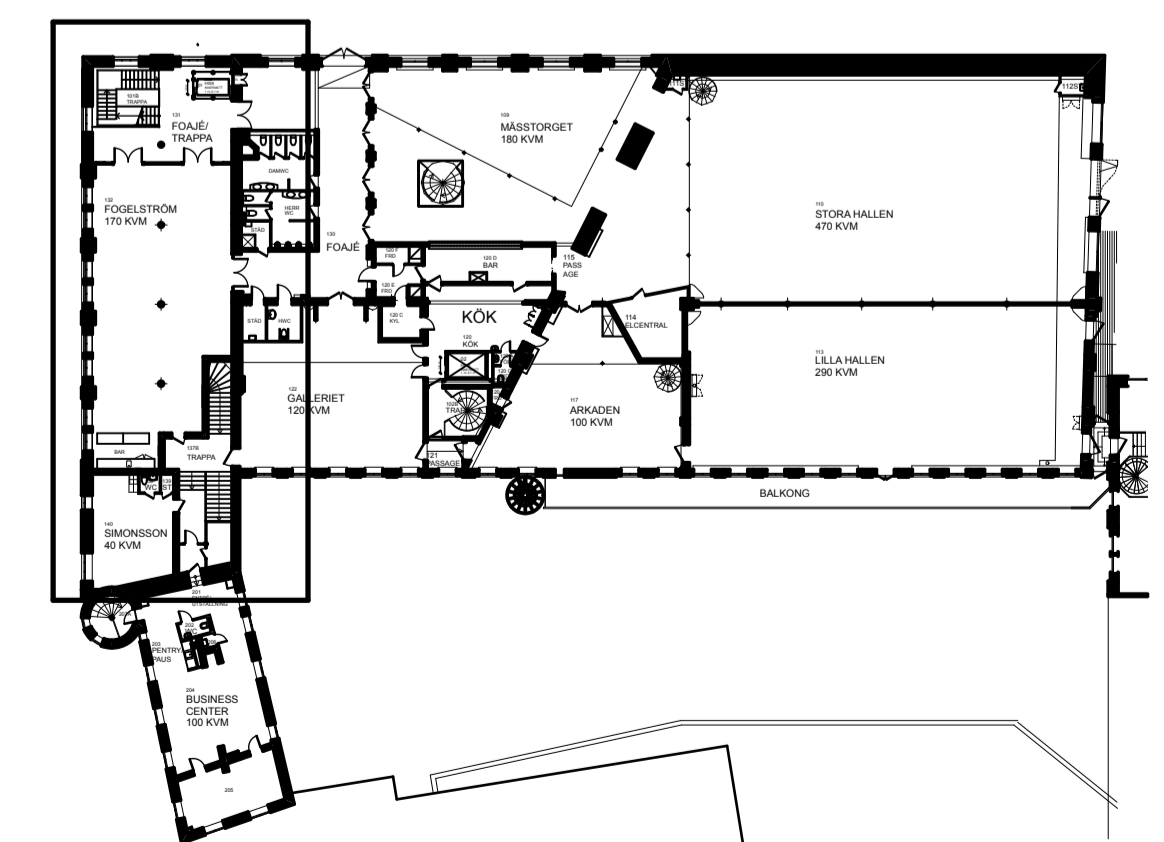 101B
TRAPPA
131
FOAJÉ/
TRAPPA
DAMWC
HERR
WC
STÄD
132
FOGELSTRÖM
170 KVM
130
FOAJÉ
STÄD
HWC
109
MÄSSTORGET
180 KVM
112S
110
STORA HALLEN
470 KVM
120 F
FRD
120 E
FRD
120 D
BAR
115
PASS
AGE
120 C
KYL
KÖK
120
KÖK
114
ELCENTRAL
113
LILLA HALLEN
290 KVM
122
GALLERIET
120 KVM
102B
117
ARKADEN
100 KVM
BAR
137B
TRAPPA
121
PASSAGE
WC
139
ST
BALKONG
140
SIMONSSON
40 KVM
201
UTSTÄLLNING
202
WC
203
PENTRY/
PAUS
204
BUSINESS
CENTER
100 KVM
205